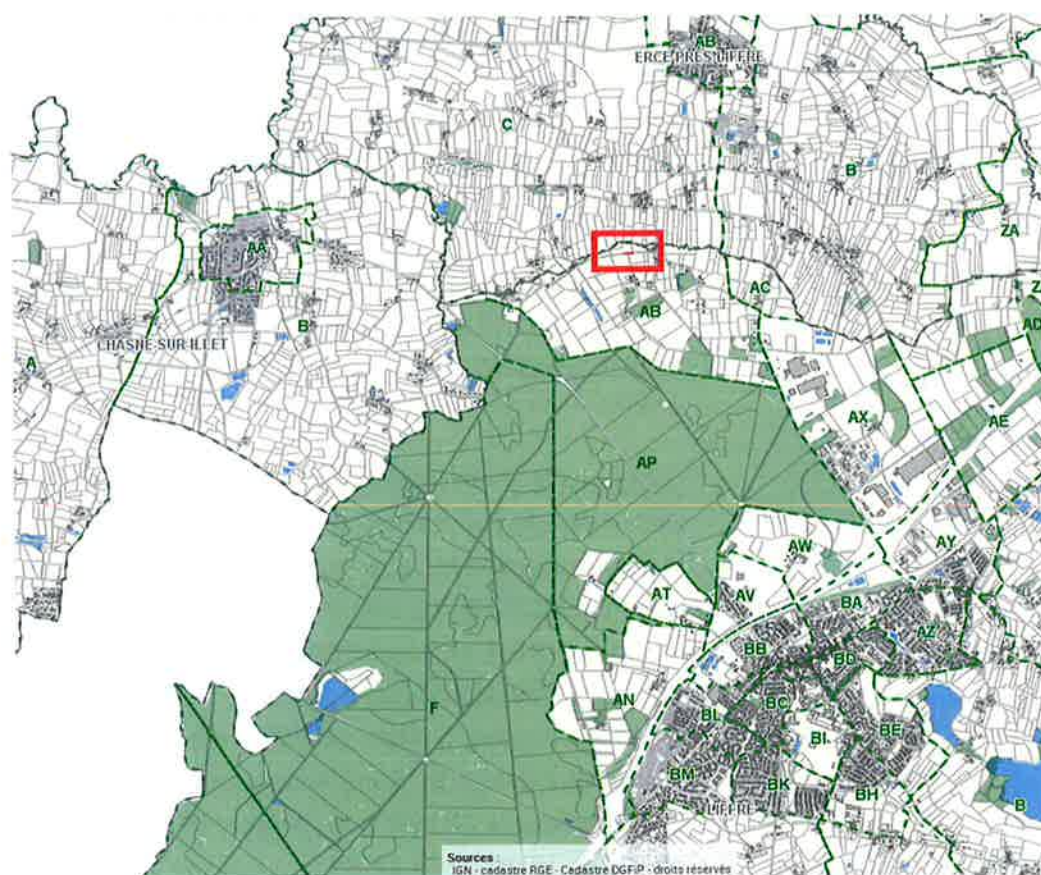 AB
ERCE PRES LIFFRE
C
B
ZA
AA
AC
Z
AB
AD
B
CHASNE SUR ILLET
A
AX
AE
AP
AW
AY
AT
AV
BA
AZ
BB
BD
AN
BL
BC
BI
BE
F
BM
BK
BH
B
LIFFRE
Sources :
IGN - cadastre RGE - Cadastre DGFiP - droits réservés